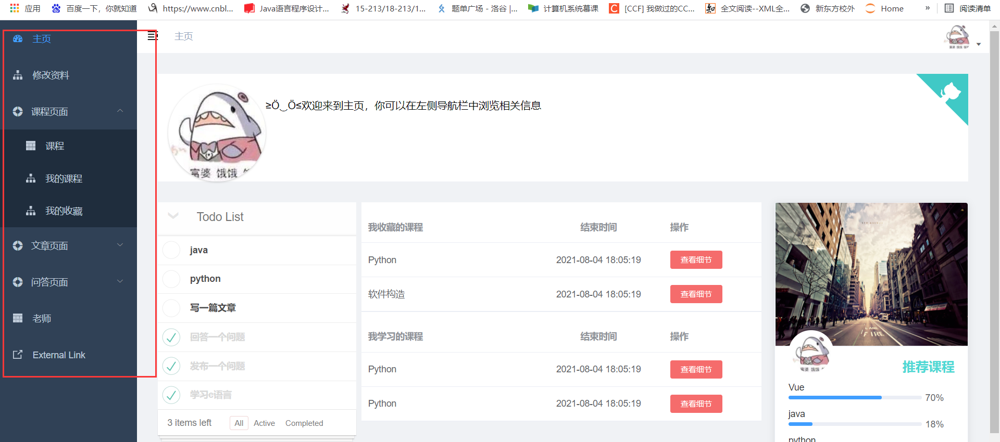 应用
百度一下，你就知道
https://www.cnbl...
Java语言程序设计...
15-213/18-213/1...
题单广场 - 洛谷 |...
计算机系统慕课
[CCF] 我做过的CC...
全文阅读--XML全...
新东方校外
Home
»
阅读清单
主页
修改资料
课程页面
课程
我的课程
我的收藏
文章页面
问答页面
老师
External Link
主页
≥Ö‿Ö≤欢迎来到主页，你可以在左侧导航栏中浏览相关信息
富婆 饿饿
Todo List
java
python
写一篇文章
回答一个问题
发布一个问题
学习c语言
3 items left All Active Completed
我收藏的课程 结束时间 操作
Python 2021-08-04 18:05:19 查看细节
软件构造 2021-08-04 18:05:19 查看细节
我学习的课程 结束时间 操作
Python 2021-08-04 18:05:19 查看细节
Python 2021-08-04 18:05:19 查看细节
LANE
FIRE
富婆 饿饿
推荐课程
Vue
70%
java
18%
python